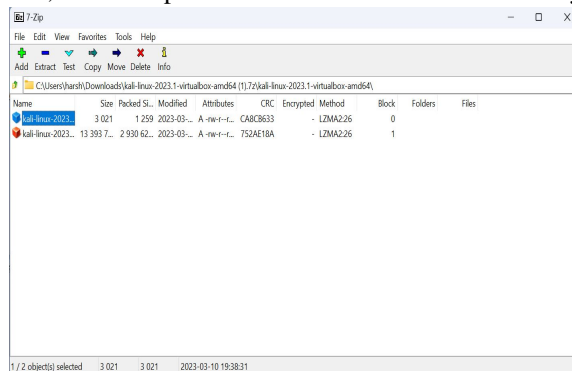 7-Zip
File Edit View Favorites Tools Help
Add Extract Test Copy Move Delete Info
C:\Users\harsh\Downloads\kali-linux-2023.1-virtualbox-amd64 (1).7z\kali-linux-2023.1-virtualbox-amd64\
Name Size Packed Si... Modified Attributes CRC Encrypted Method Block Folders Files
kali-linux-2023... 3 021 1 259 2023-03-... A -rw-r--r... CA8CB633 - LZMA2:26 0
kali-linux-2023... 13 393 7... 2 930 62... 2023-03-... A -rw-r--r... 752AE18A - LZMA2:26 1
1 / 2 object(s) selected 3 021 3 021 2023-03-10 19:38:31